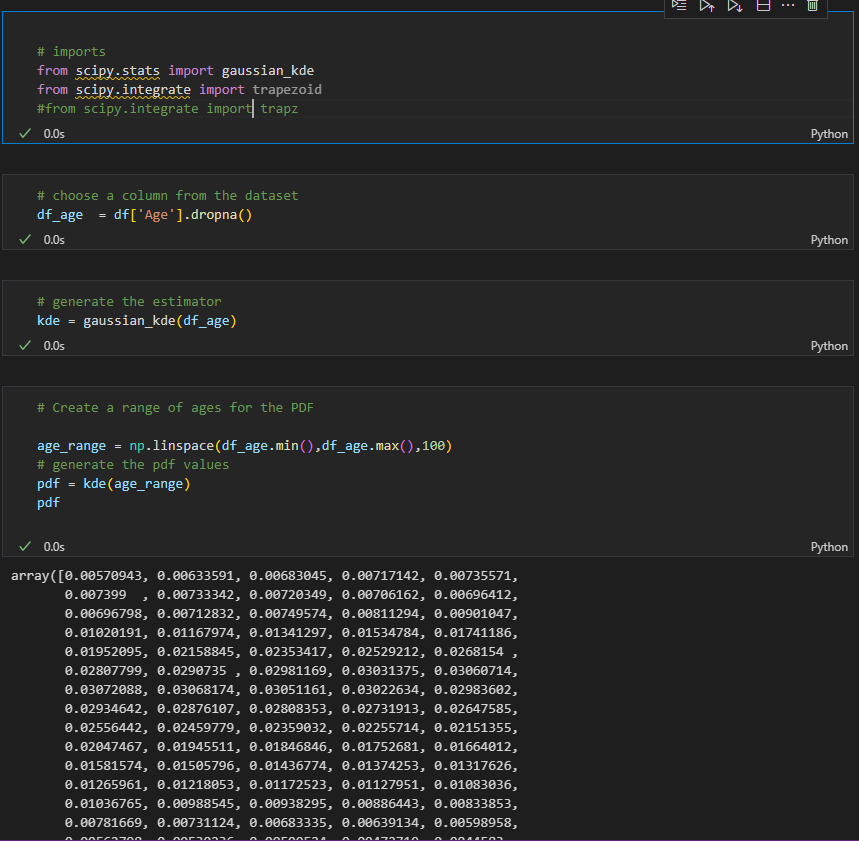 # imports
from scipy.stats import gaussian_kde
from scipy.integrate import trapezoid
#from scipy.integrate import trapz
0.0s
Python
# choose a column from the dataset
df_age  = df['Age'].dropna()
0.0s
Python
# generate the estimator
kde = gaussian_kde(df_age)
0.0s
Python
# Create a range of ages for the PDF
age_range = np.linspace(df_age.min(),df_age.max(),100)
# generate the pdf values
pdf = kde(age_range)
pdf
0.0s
Python
array([0.00570943, 0.00633591, 0.00683045, 0.00717142, 0.00735571,
0.007399  , 0.00733342, 0.00720349, 0.00706162, 0.00696412,
0.00696798, 0.00712832, 0.00749574, 0.00811294, 0.00901047,
0.01020191, 0.01167974, 0.01341297, 0.01534784, 0.01741186,
0.01952095, 0.02158845, 0.02353417, 0.02529212, 0.0268154 ,
0.02807799, 0.0290735 , 0.02981169, 0.03031375, 0.03060714,
0.03072088, 0.03068174, 0.03051161, 0.03022634, 0.02983602,
0.02934642, 0.02876107, 0.02808353, 0.02731913, 0.02647585,
0.02556442, 0.02459779, 0.02359032, 0.02255714, 0.02151355,
0.02047467, 0.01945511, 0.01846846, 0.01752681, 0.01664012,
0.01581574, 0.01505796, 0.01436774, 0.01374253, 0.01317626,
0.01265961, 0.01218053, 0.01172523, 0.01127951, 0.01083036,
0.01036765, 0.00988545, 0.00938295, 0.00886443, 0.00833853,
0.00781669, 0.00731124, 0.00683335, 0.00639134, 0.00598958,